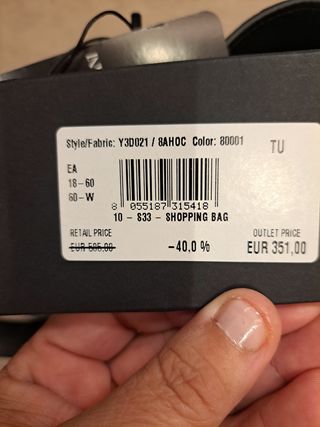 Style/Fabric: Y3D021 / 8AHOC Color: 80001
TU
EA
18-60
60-W
8 055187 315418
10 - S33 - SHOPPING BAG
RETAIL PRICE
OUTLET PRICE
EUR 585,00
-40.0 %
EUR 351,00